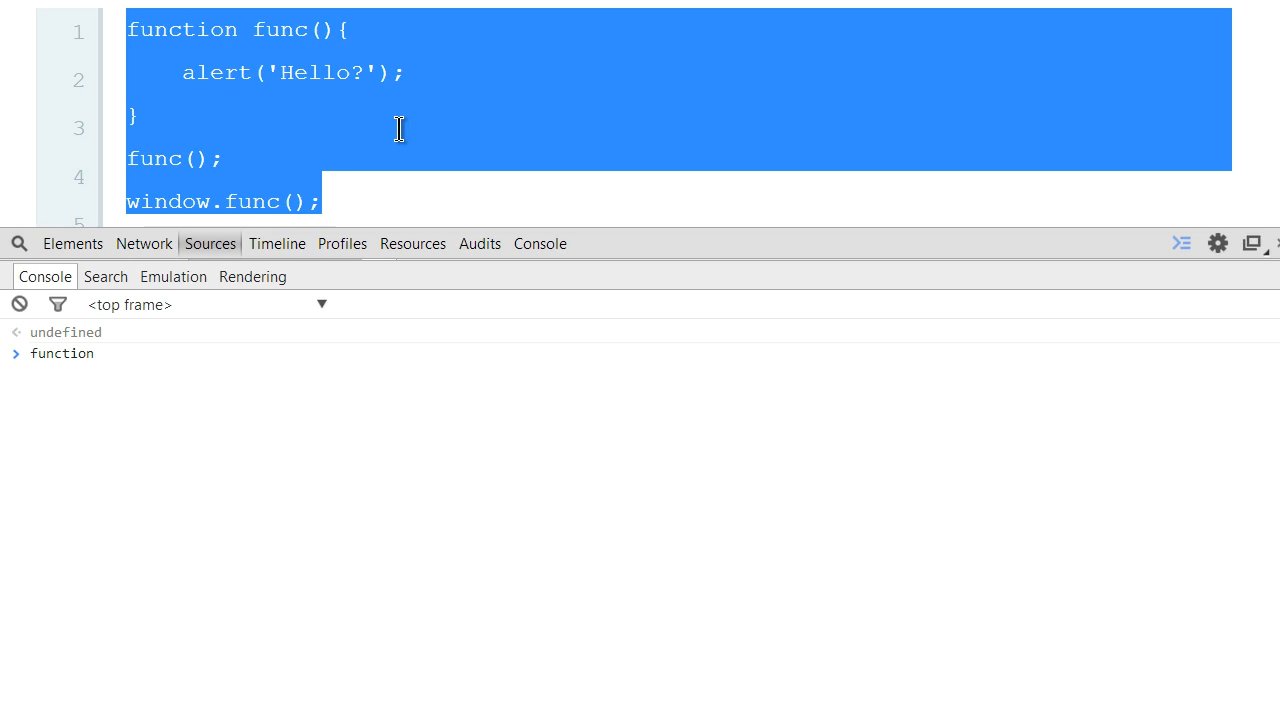 1
function func(){
2
alert('Hello?');
3
}
4
func();
5
window.func();
Elements Network Sources Timeline Profiles Resources Audits Console
Console Search Emulation Rendering
<top frame>
undefined
function